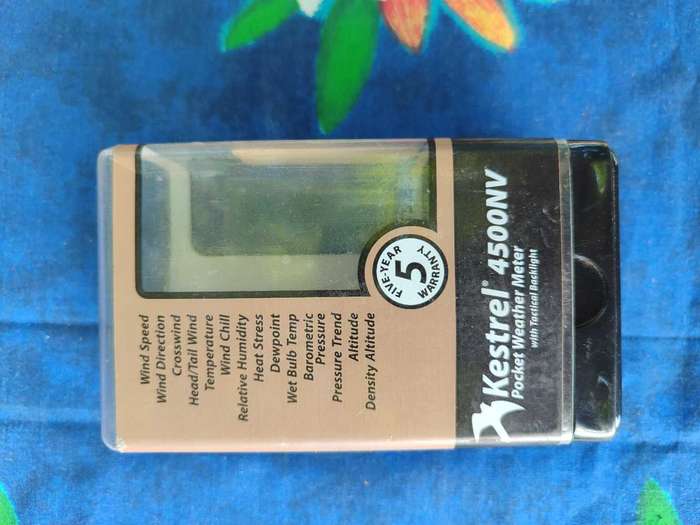 Wind Speed
Wind Direction
Crosswind
Head/Tail Wind
Temperature
Wind Chill
Relative Humidity
Heat Stress
Dewpoint
Wet Bulb Temp
Barometric
Pressure
Pressure Trend
Altitude
Density Altitude
FIVE-YEAR
5
WARRANTY
Kestrel® 4500NV
Pocket Weather Meter
with Tactical Backlight